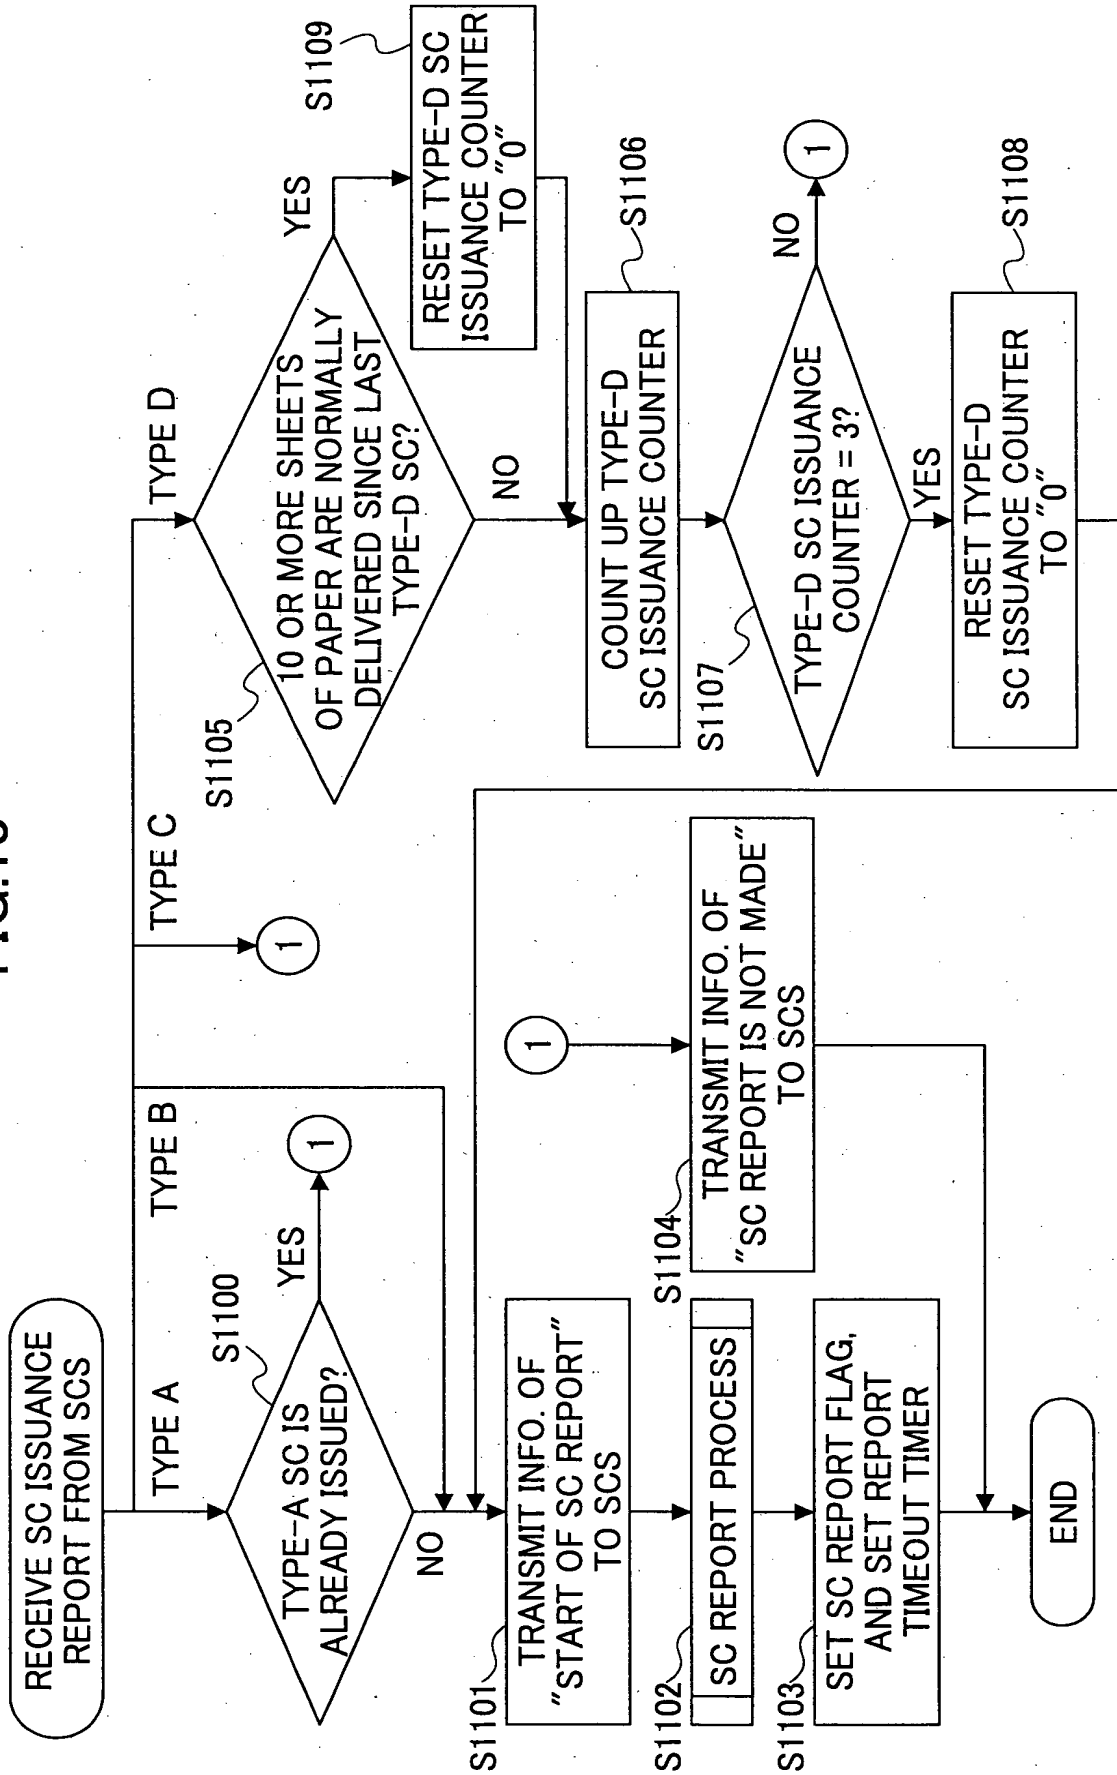 RECEIVE SC ISSUANCE
REPORT FROM SCS
TYPE A
TYPE B
TYPE C
TYPE D
S1100
TYPE-A SC IS
ALREADY ISSUED?
YES
1
NO
1
S1105
10 OR MORE SHEETS
OF PAPER ARE NORMALLY
DELIVERED SINCE LAST
TYPE-D SC?
YES
NO
S1109
RESET TYPE-D SC
ISSUANCE COUNTER
TO "0"
S1101
TRANSMIT INFO. OF
"START OF SC REPORT"
TO SCS
S1102
SC REPORT PROCESS
S1103
SET SC REPORT FLAG,
AND SET REPORT
TIMEOUT TIMER
1
S1104
TRANSMIT INFO. OF
"SC REPORT IS NOT MADE"
TO SCS
S1106
COUNT UP TYPE-D
SC ISSUANCE COUNTER
S1107
TYPE-D SC ISSUANCE
COUNTER = 3?
NO
1
YES
S1108
RESET TYPE-D
SC ISSUANCE COUNTER
TO "0"
END